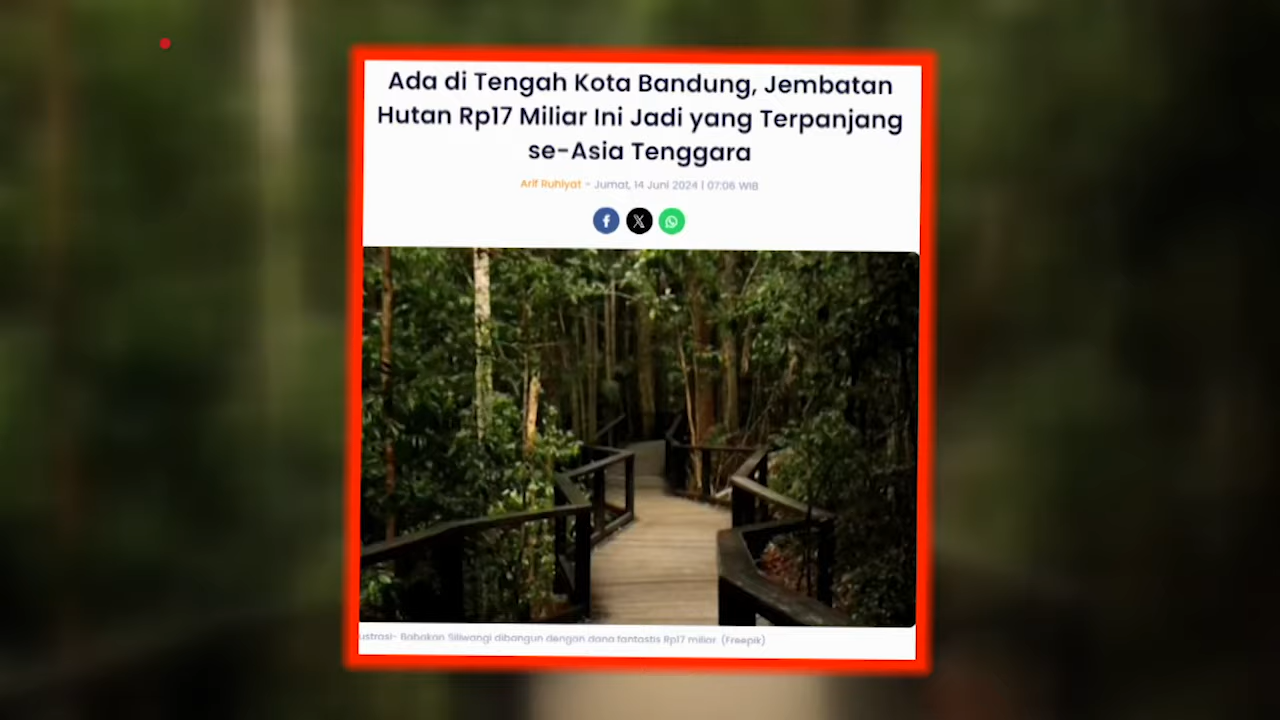 Ada di Tengah Kota Bandung, Jembatan
Hutan Rp17 Miliar Ini Jadi yang Terpanjang
se-Asia Tenggara
Arif Ruhiyat - Jumat, 14 Juni 2024 | 07:06 WIB
ustrasi- Babakan Siliwangi dibangun dengan dana fantastis Rp17 miliar. (Freepik)